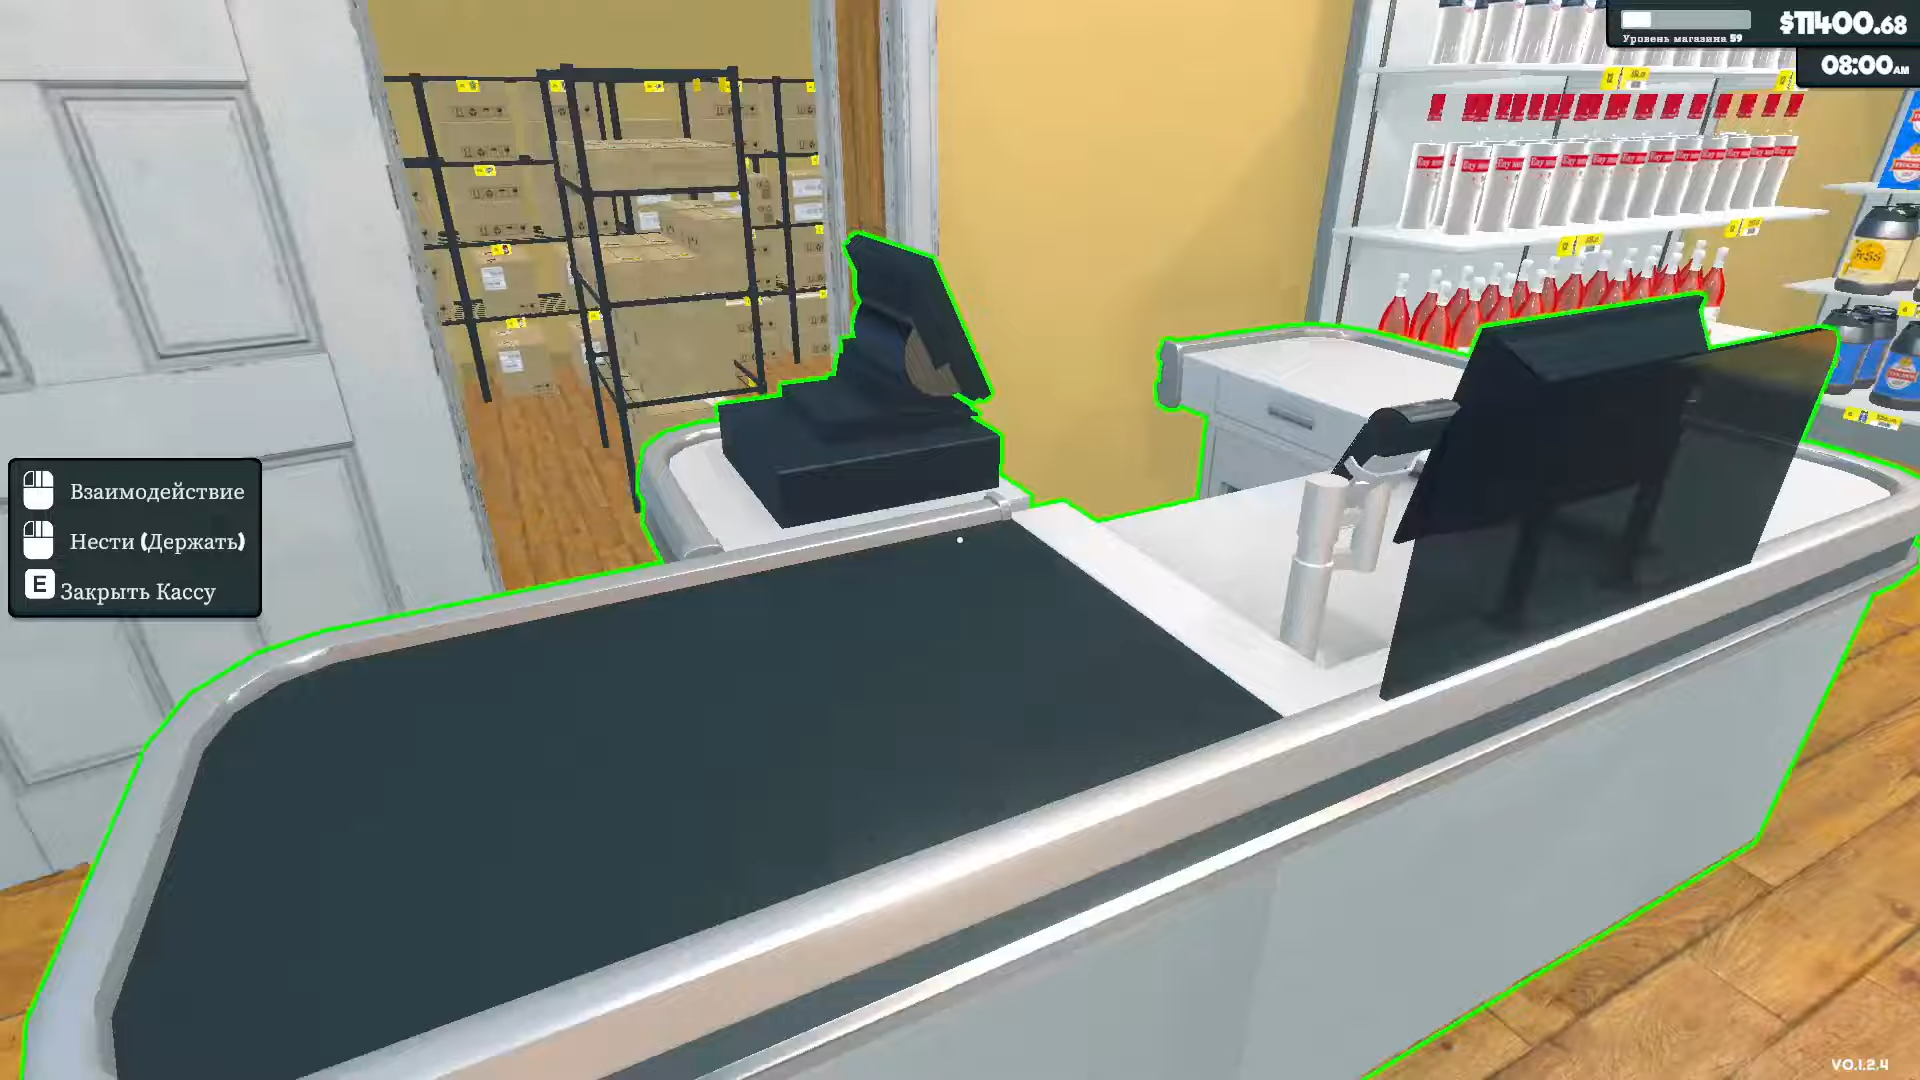 $11400.68
Уровень магазина 59
08:00AM
Взаимодействие
Нести (Держать)
E Закрыть Кассу
V0.1.2.4